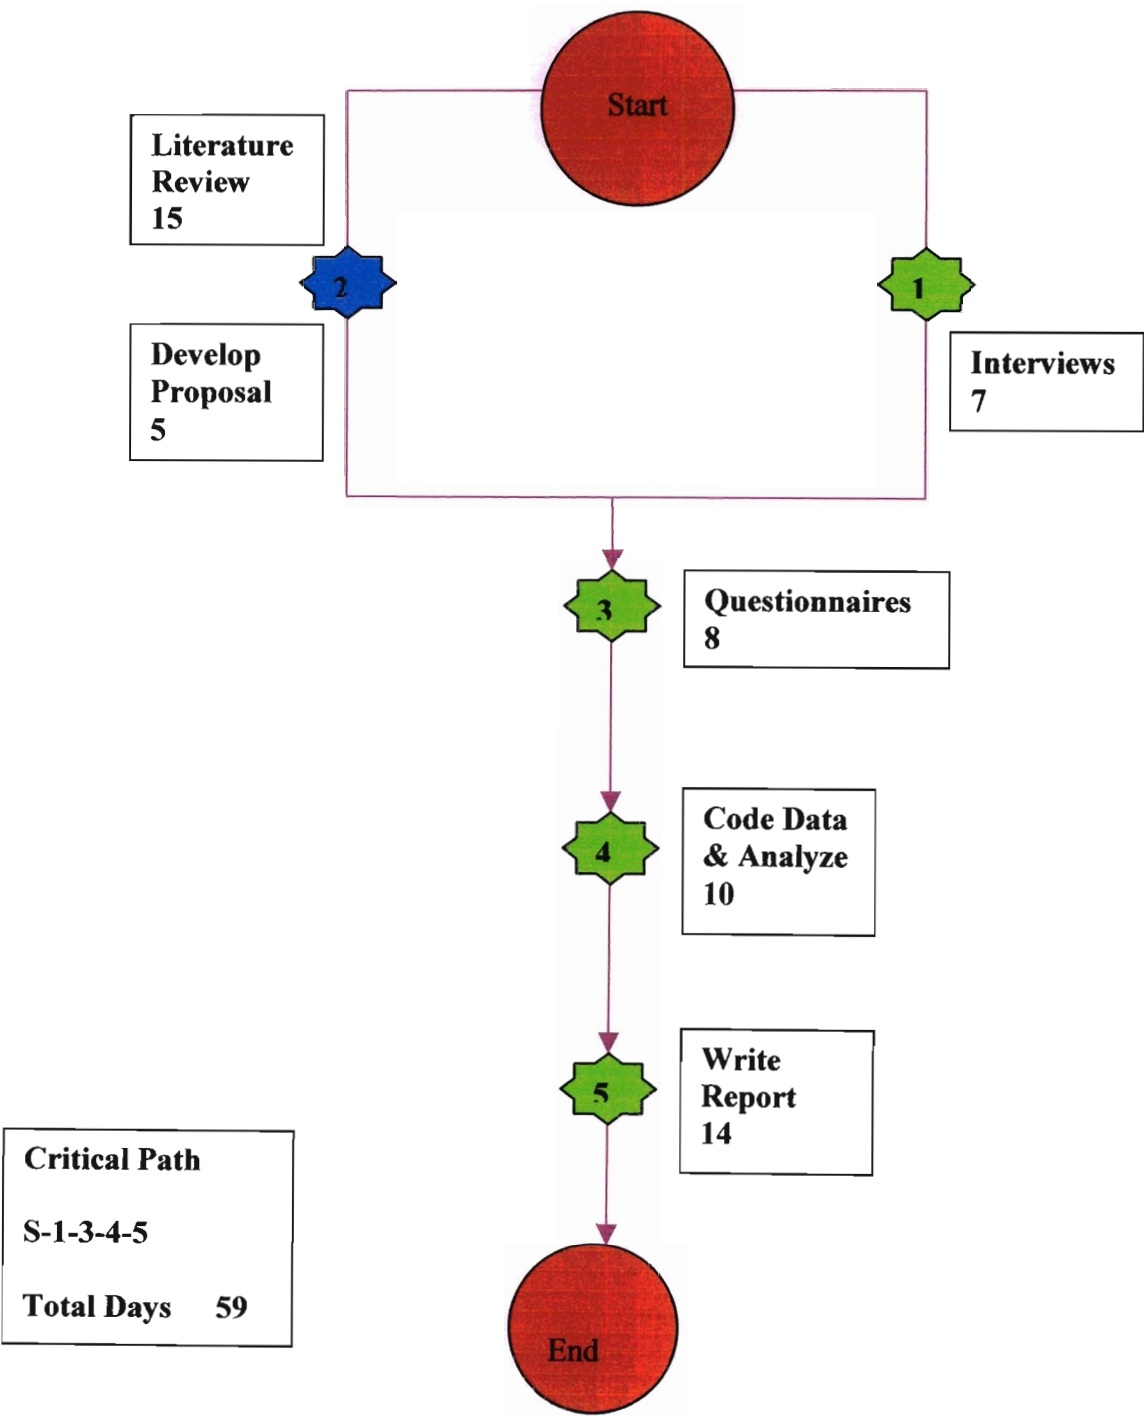 Start
Literature
Review
15
2
1
Develop
Proposal
5
Interviews
7
3
Questionnaires
8
4
Code Data
& Analyze
10
5
Write
Report
14
Critical Path
S-1-3-4-5
Total Days 59
End